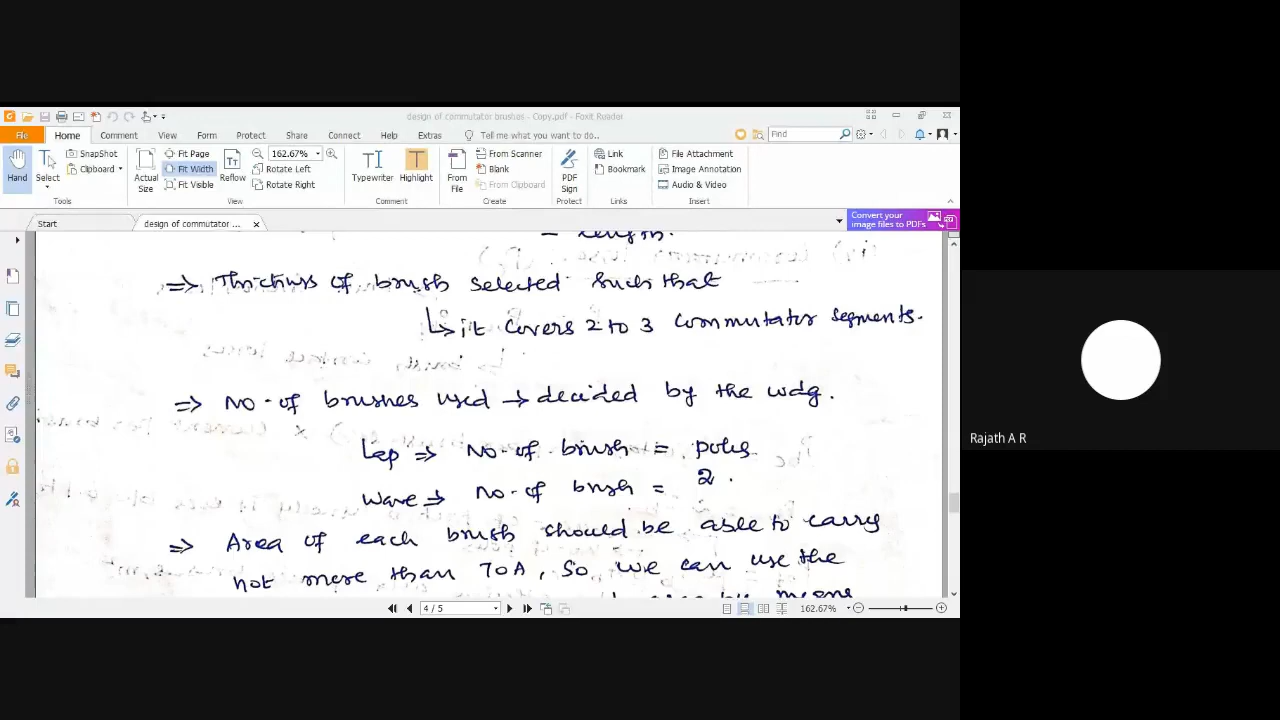 design of commutator brushes - Copy.pdf - Foxit Reader
File Home Comment View Form Protect Share Connect Help Extras Tell me what you want to do.. Find
Hand
Select
SnapShot
Clipboard
Tools
Actual Size
Fit Page
Fit Width
Fit Visible
Reflow
162.67%
Rotate Left
Rotate Right
View
Typewriter
Highlight
Comment
From File
From Scanner
Blank
From Clipboard
Create
PDF Sign
Protect
Link
Bookmark
Links
File Attachment
Image Annotation
Audio & Video
Insert
Start
design of commutator ...
Convert your
image files to PDFs
= length.
⇒ Thickness of brush selected such that
↳ it covers 2 to 3 commutator segments.
⇒ No. of brushes used → decided by the wdg.
Lap ⇒ No. of brush = poles
Wave ⇒ No. of brush = 2.
⇒ Area of each brush should be able to carry
not more than 70A, so we can use the
by means
4 / 5
162.67%
Rajath A R